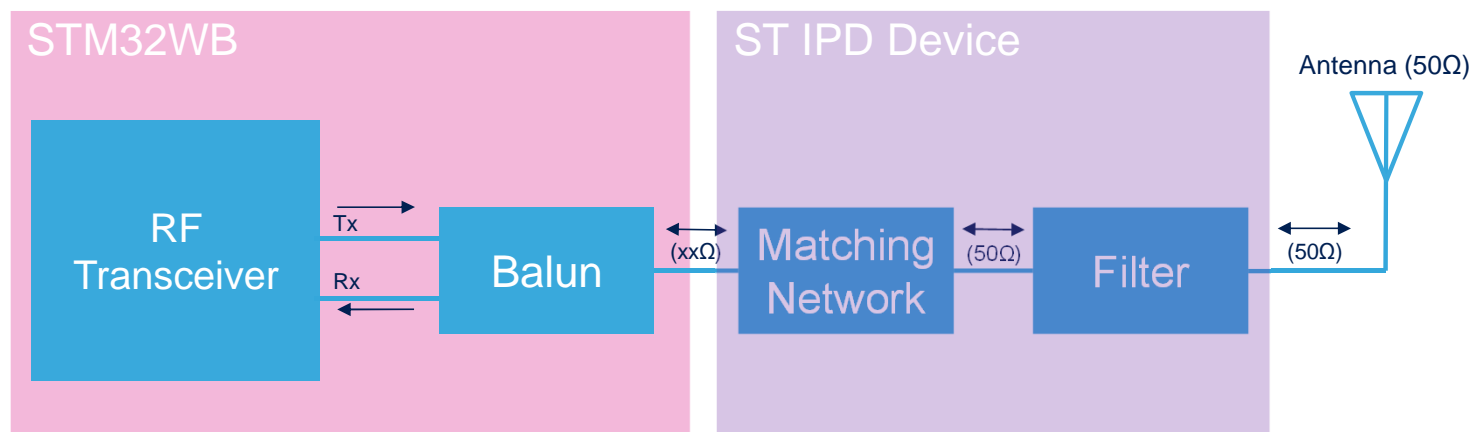 STM32WB
ST IPD Device
Antenna (50Ω)
RF
Transceiver
Tx
Rx
Balun
(xxΩ)
Matching
Network
(50Ω)
Filter
(50Ω)